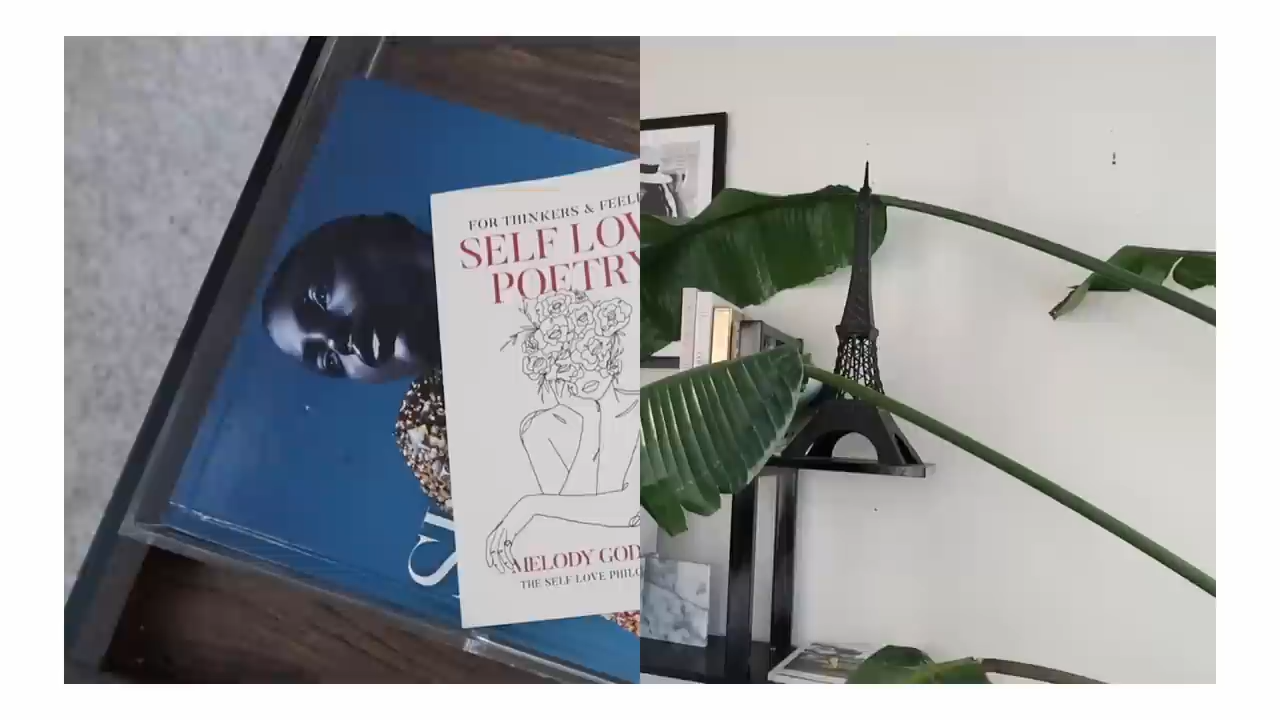 FOR THINKERS & FEEL
SELF LOV
POETRY
MELODY GOD
THE SELF LOVE PHILO